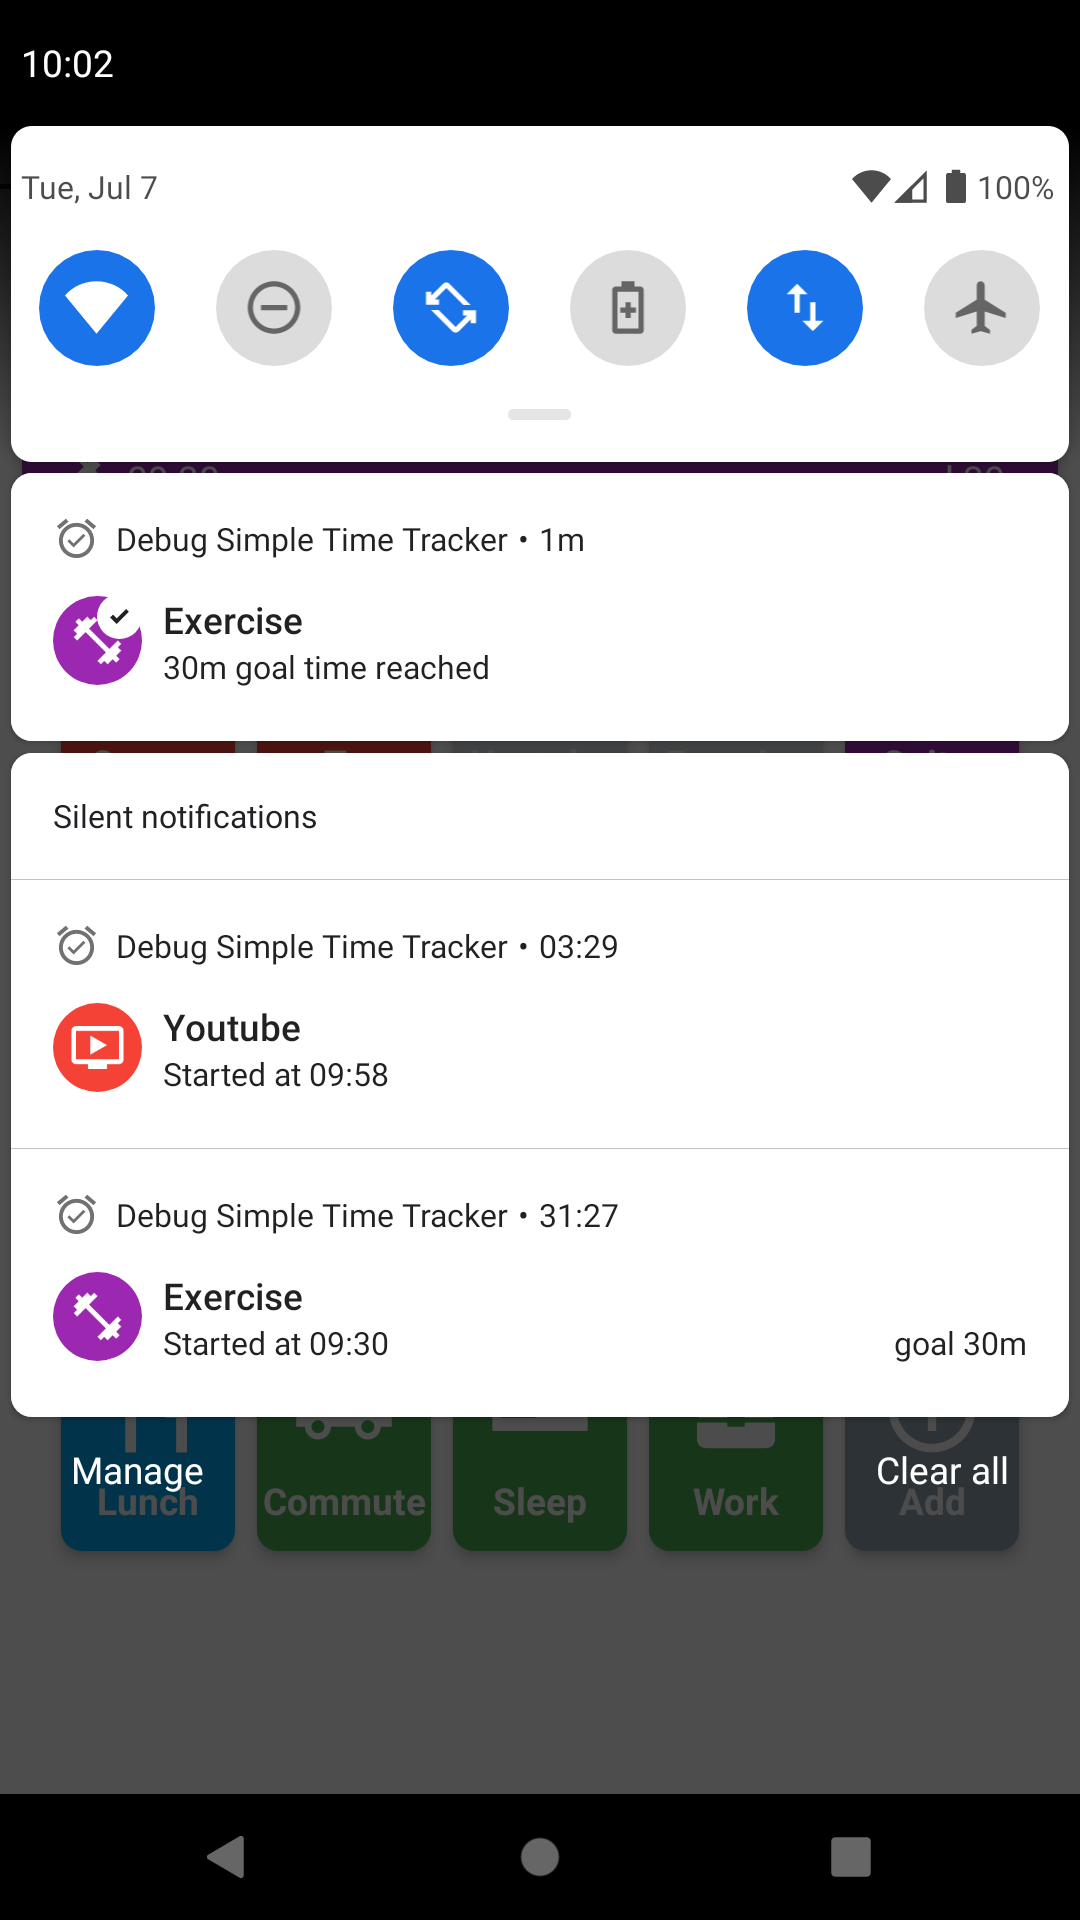 10:02
Tue, Jul 7
100%
Debug Simple Time Tracker • 1m
Exercise
30m goal time reached
Silent notifications
Debug Simple Time Tracker • 03:29
Youtube
Started at 09:58
Debug Simple Time Tracker • 31:27
Exercise
Started at 09:30
goal 30m
Manage
Clear all
Lunch
Commute
Sleep
Work
Add